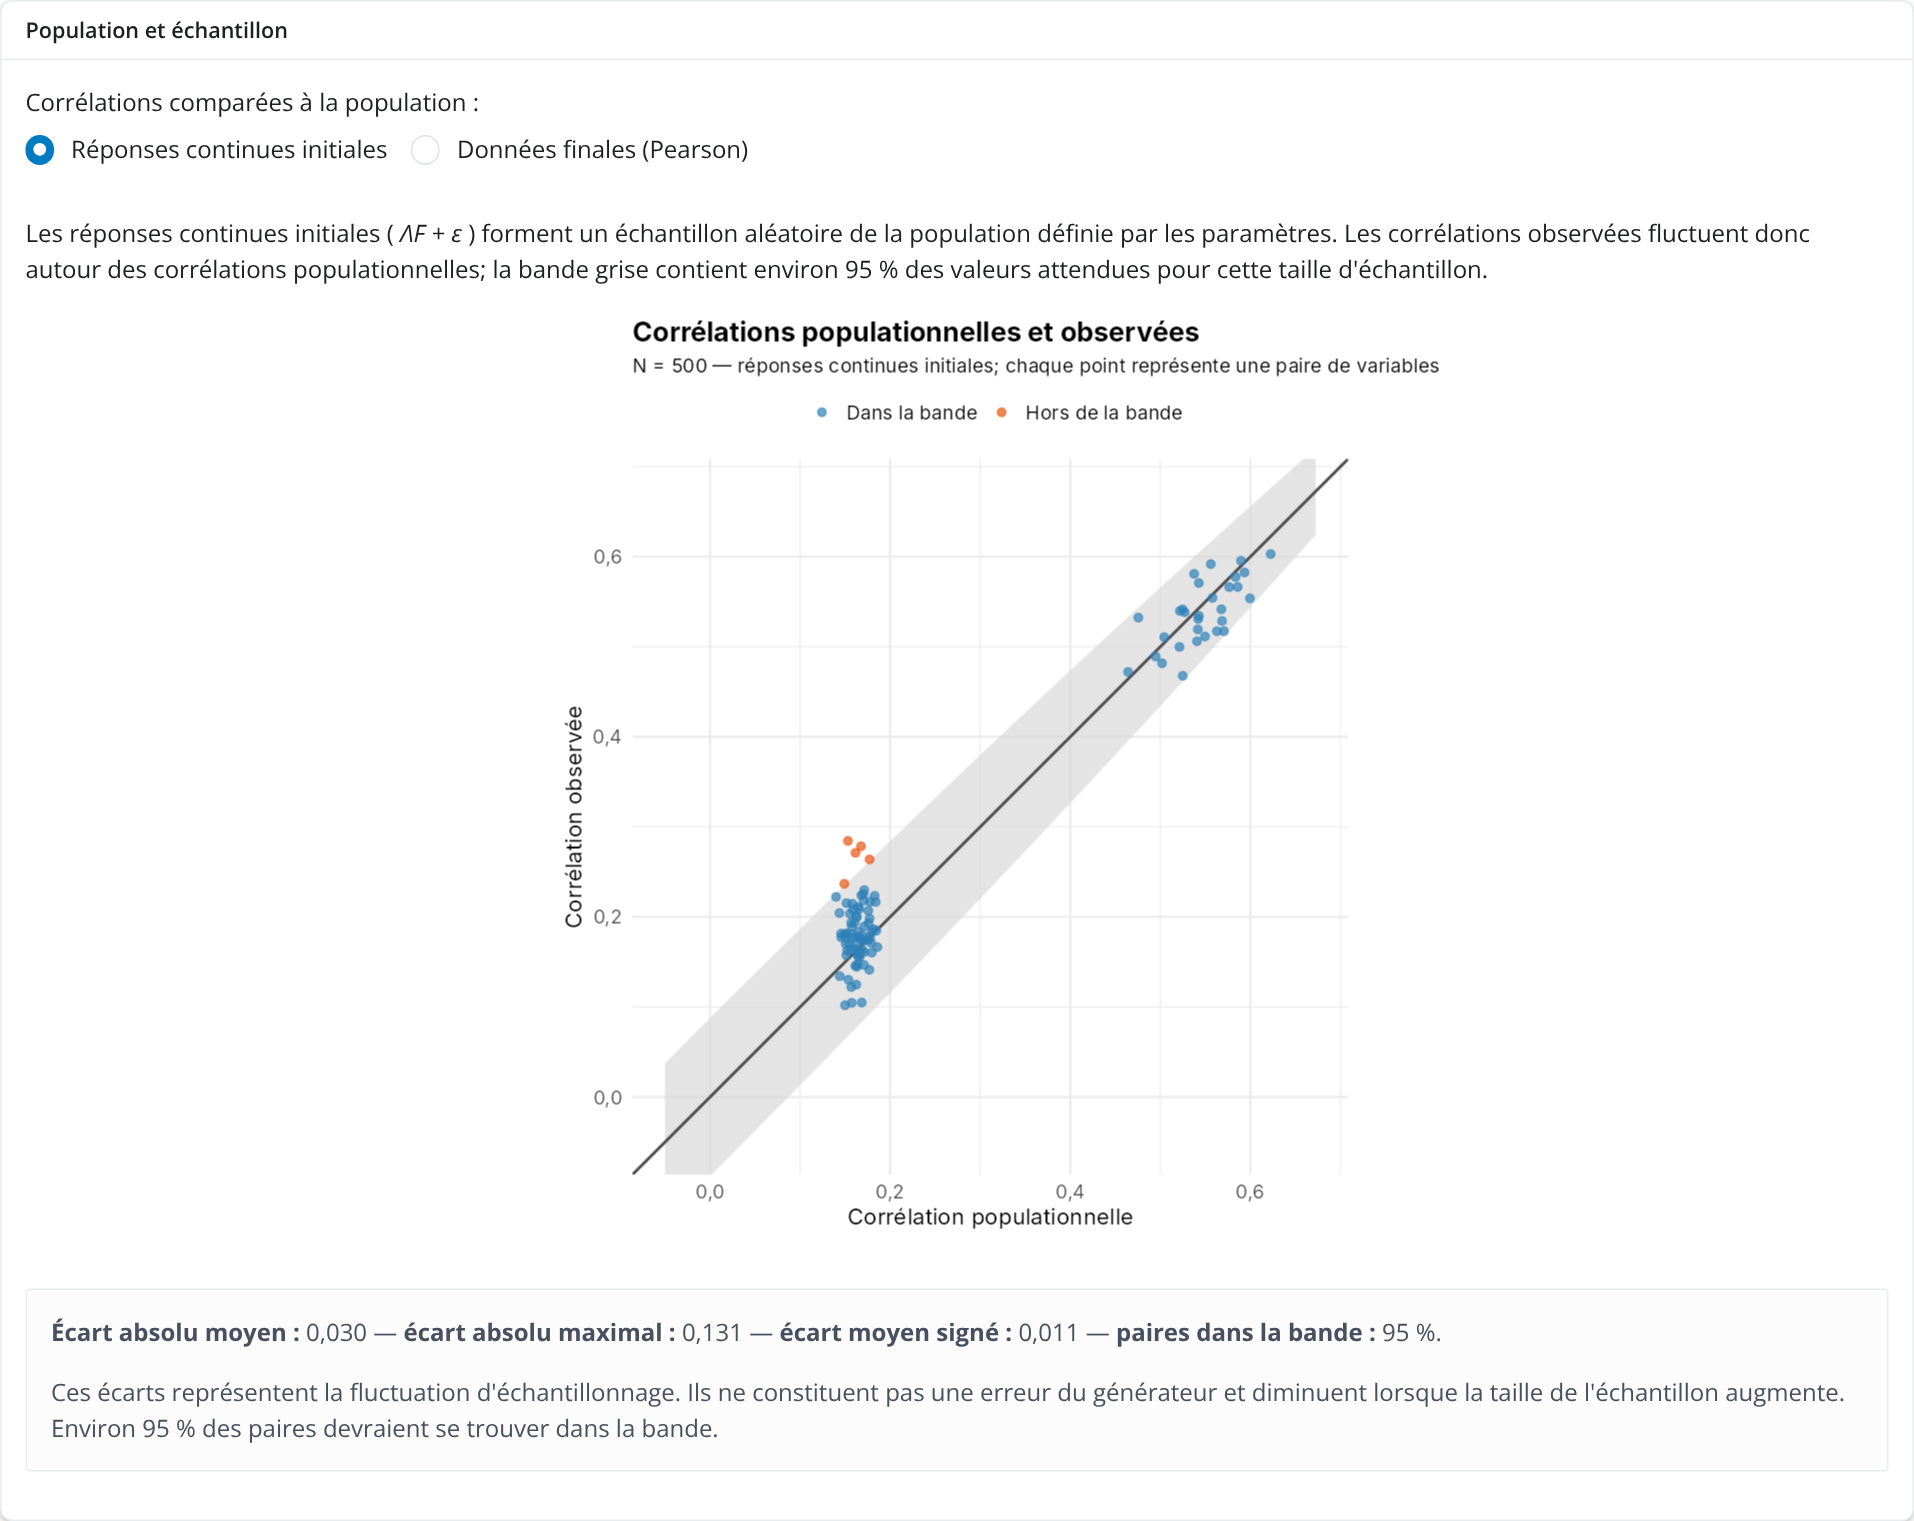 Population et échantillon
Corrélations comparées à la population :
Réponses continues initiales Données finales (Pearson)
Les réponses continues initiales ( ΛF + ε ) forment un échantillon aléatoire de la population définie par les paramètres. Les corrélations observées fluctuent donc
autour des corrélations populationnelles; la bande grise contient environ 95 % des valeurs attendues pour cette taille d'échantillon.
Corrélations populationnelles et observées
N = 500 — réponses continues initiales; chaque point représente une paire de variables
Dans la bande Hors de la bande
Corrélation observée
0,6
0,4
0,2
0,0
0,0 0,2 0,4 0,6
Corrélation populationnelle
Écart absolu moyen : 0,030 — écart absolu maximal : 0,131 — écart moyen signé : 0,011 — paires dans la bande : 95 %.
Ces écarts représentent la fluctuation d'échantillonnage. Ils ne constituent pas une erreur du générateur et diminuent lorsque la taille de l'échantillon augmente.
Environ 95 % des paires devraient se trouver dans la bande.